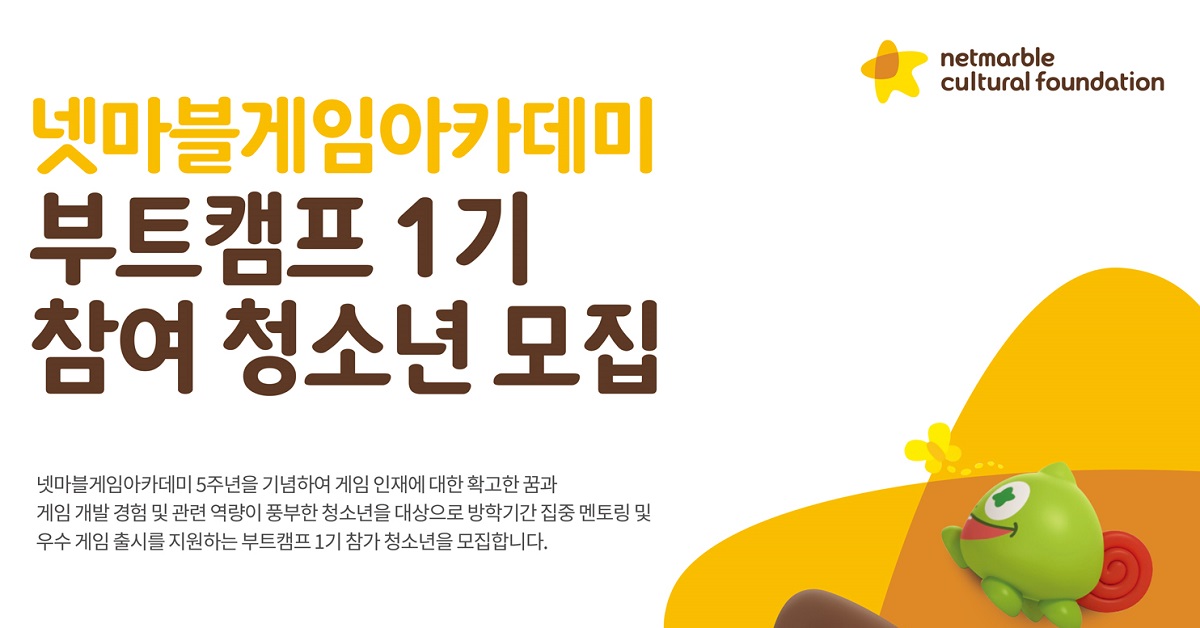 netmarble
cultural foundation
넷마블게임아카데미
부트캠프 1기
참여 청소년 모집
넷마블게임아카데미 5주년을 기념하여 게임 인재에 대한 확고한 꿈과
게임 개발 경험 및 관련 역량이 풍부한 청소년을 대상으로 방학기간 집중 멘토링 및
우수 게임 출시를 지원하는 부트캠프 1기 참가 청소년을 모집합니다.